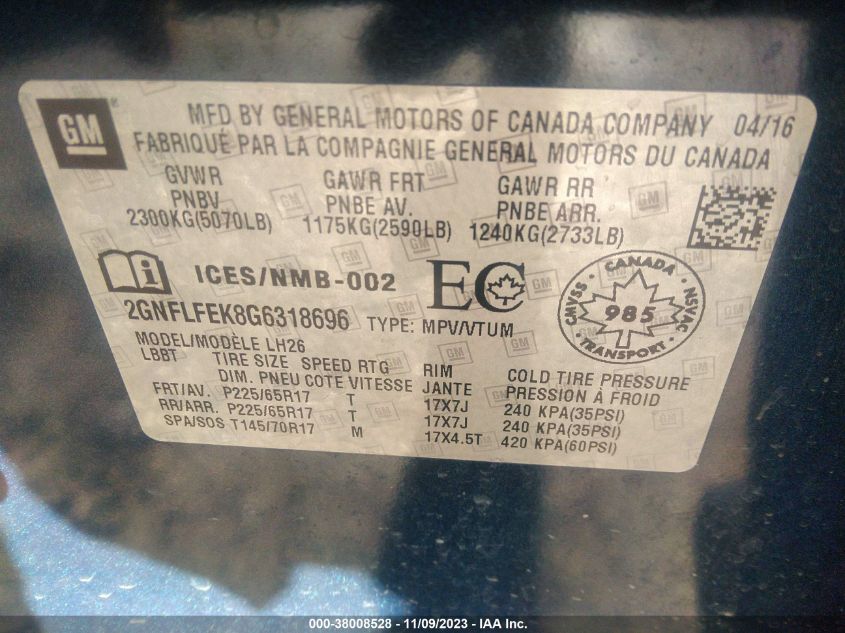 GM
MFD BY GENERAL MOTORS OF CANADA COMPANY 04/16
FABRIQUÉ PAR LA COMPAGNIE GENERAL MOTORS DU CANADA
GVWR GAWR FRT GAWR RR
PNBV PNBE AV. PNBE ARR.
2300KG(5070LB) 1175KG(2590LB) 1240KG(2733LB)
ICES/NMB-002 EC
CANADA
CMVSS 985 NSVAC
TRANSPORT
2GNFLFEK8G6318696 TYPE: MPV/VTUM
MODEL/MODÈLE LH26
LBBT TIRE SIZE SPEED RTG RIM COLD TIRE PRESSURE
DIM. PNEU COTE VITESSE JANTE PRESSION À FROID
FRT/AV. P225/65R17 T 17X7J 240 KPA(35PSI)
RR/ARR. P225/65R17 T 17X7J 240 KPA(35PSI)
SPA/SOS T145/70R17 M 17X4.5T 420 KPA(60PSI)
000-38008528 - 11/09/2023 - IAA Inc.